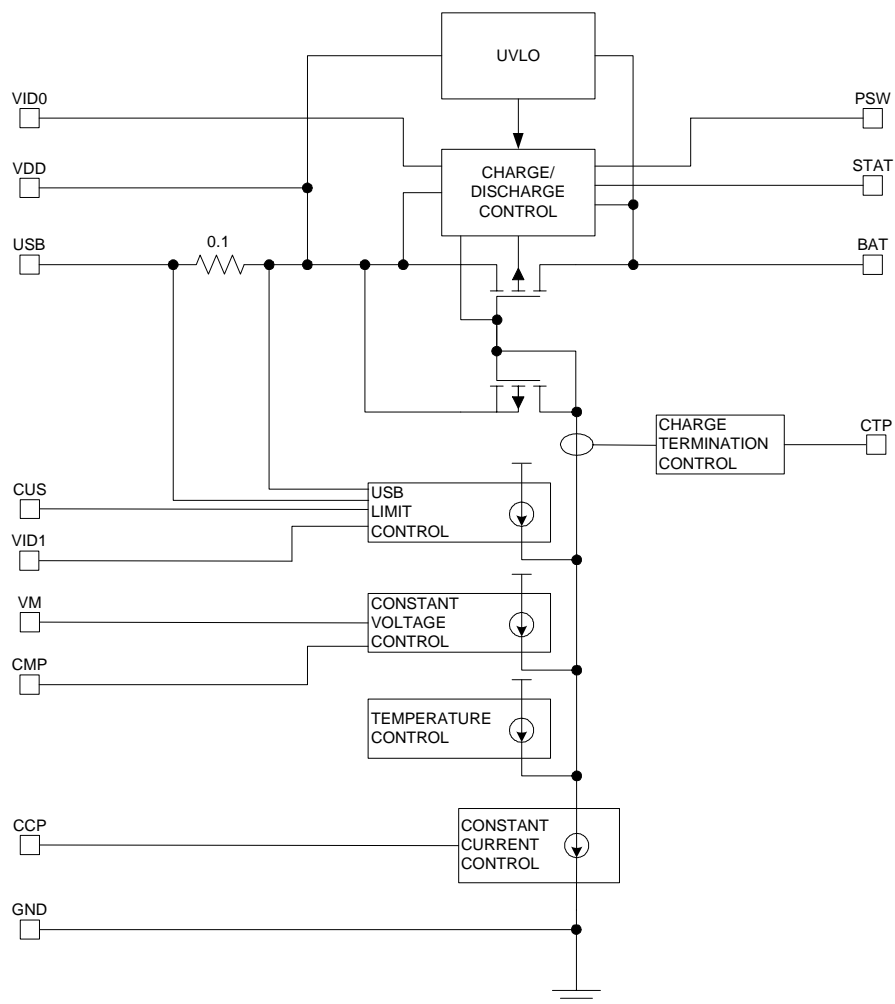 UVLO
VID0
PSW
VDD
CHARGE/
DISCHARGE
CONTROL
STAT
USB
0.1
BAT
CHARGE
TERMINATION
CONTROL
CTP
CUS
USB
LIMIT
CONTROL
VID1
VM
CONSTANT
VOLTAGE
CONTROL
CMP
TEMPERATURE
CONTROL
CCP
CONSTANT
CURRENT
CONTROL
GND